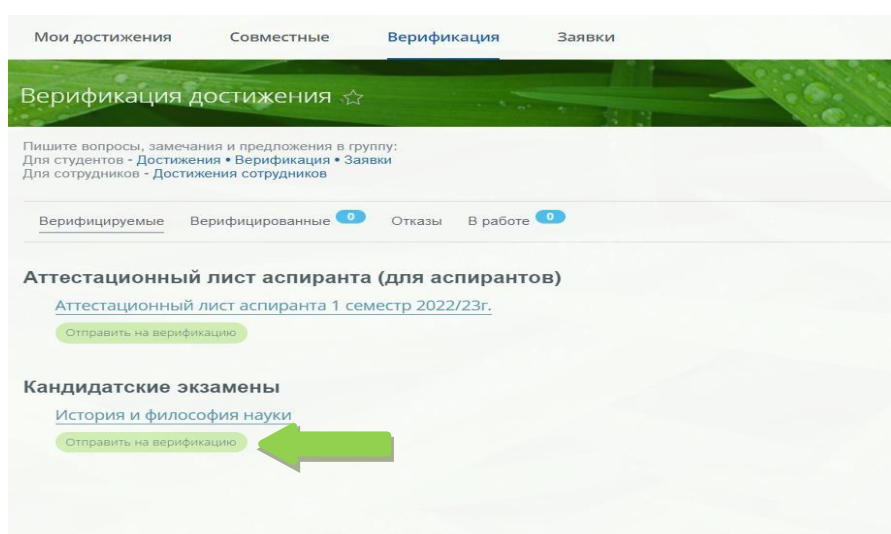 Мои достижения Совместные Верификация Заявки
Верификация достижения
Пишите вопросы, замечания и предложения в группу:
Для студентов - Достижения • Верификация • Заявки
Для сотрудников - Достижения сотрудников
Верифицируемые Верифицированные 0 Отказы В работе 0
Аттестационный лист аспиранта (для аспирантов)
Аттестационный лист аспиранта 1 семестр 2022/23г.
Отправить на верификацию
Кандидатские экзамены
История и философия науки
Отправить на верификацию